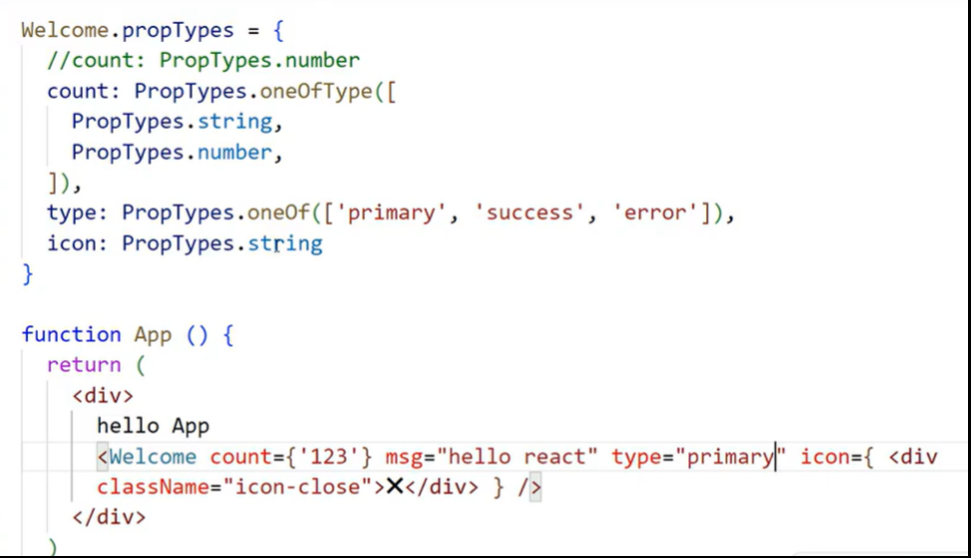 Welcome.propTypes = {
  //count: PropTypes.number
  count: PropTypes.oneOfType([
    PropTypes.string,
    PropTypes.number,
  ]),
  type: PropTypes.oneOf(['primary', 'success', 'error']),
  icon: PropTypes.string
}

function App () {
  return (
    <div>
      hello App
      <Welcome count={'123'} msg="hello react" type="primary" icon={ <div
      className="icon-close">❌</div> } />
    </div>
  )